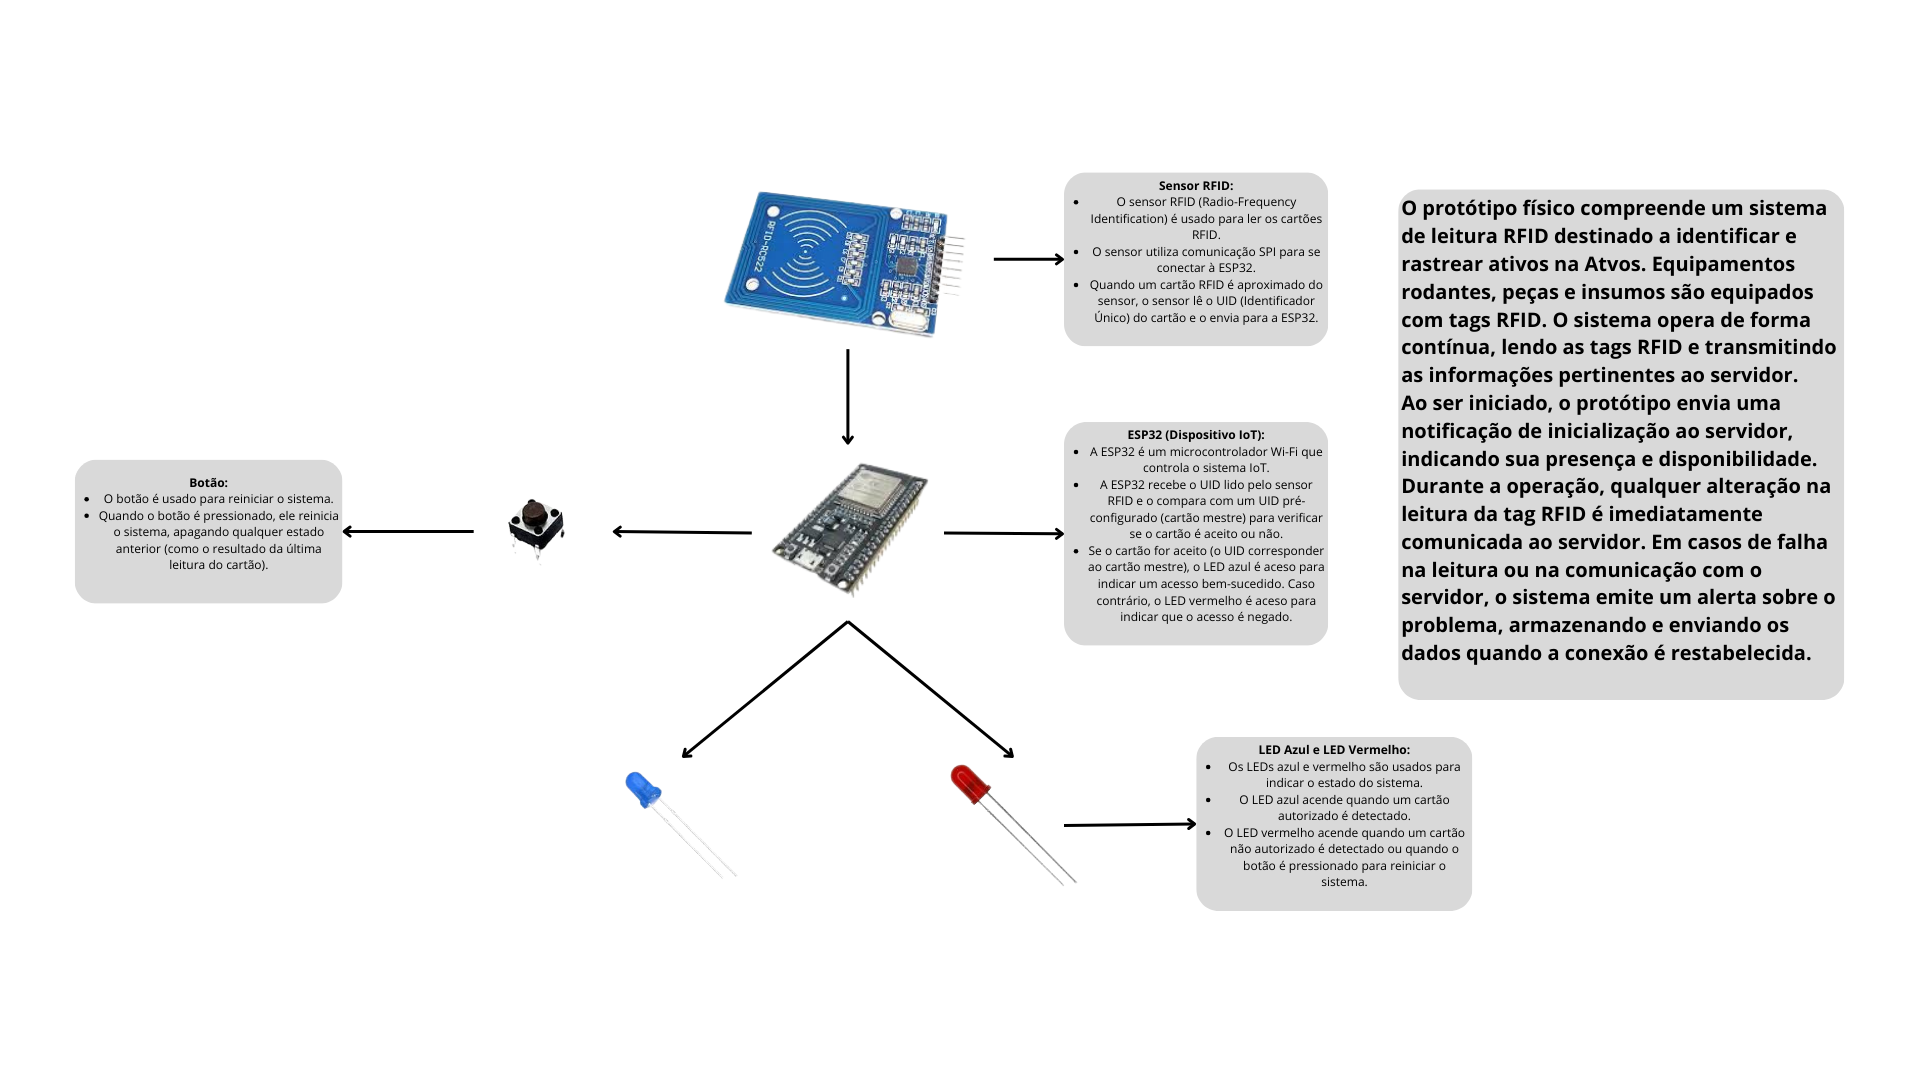 RFID-RC522
Sensor RFID:
O sensor RFID (Radio-Frequency
Identification) é usado para ler os cartões
RFID.
O sensor utiliza comunicação SPI para se
conectar à ESP32.
Quando um cartão RFID é aproximado do
sensor, o sensor lê o UID (Identificador
Único) do cartão e o envia para a ESP32.
O protótipo físico compreende um sistema
de leitura RFID destinado a identificar e
rastrear ativos na Atvos. Equipamentos
rodantes, peças e insumos são equipados
com tags RFID. O sistema opera de forma
contínua, lendo as tags RFID e transmitindo
as informações pertinentes ao servidor.
Ao ser iniciado, o protótipo envia uma
notificação de inicialização ao servidor,
indicando sua presença e disponibilidade.
Durante a operação, qualquer alteração na
leitura da tag RFID é imediatamente
comunicada ao servidor. Em casos de falha
na leitura ou na comunicação com o
servidor, o sistema emite um alerta sobre o
problema, armazenando e enviando os
dados quando a conexão é restabelecida.
ESP32 (Dispositivo IoT):
A ESP32 é um microcontrolador Wi-Fi que
controla o sistema IoT.
A ESP32 recebe o UID lido pelo sensor
RFID e o compara com um UID pré-
configurado (cartão mestre) para verificar
se o cartão é aceito ou não.
Se o cartão for aceito (o UID corresponder
ao cartão mestre), o LED azul é aceso para
indicar um acesso bem-sucedido. Caso
contrário, o LED vermelho é aceso para
indicar que o acesso é negado.
Botão:
O botão é usado para reiniciar o sistema.
Quando o botão é pressionado, ele reinicia
o sistema, apagando qualquer estado
anterior (como o resultado da última
leitura do cartão).
LED Azul e LED Vermelho:
Os LEDs azul e vermelho são usados para
indicar o estado do sistema.
O LED azul acende quando um cartão
autorizado é detectado.
O LED vermelho acende quando um cartão
não autorizado é detectado ou quando o
botão é pressionado para reiniciar o
sistema.